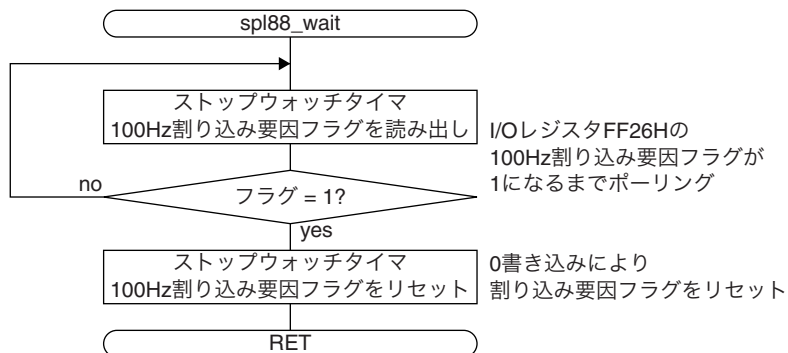 spl88_wait
ストップウォッチタイマ
100Hz割り込み要因フラグを読み出し
I/OレジスタFF26Hの
100Hz割り込み要因フラグが
1になるまでポーリング
no
フラグ = 1?
yes
ストップウォッチタイマ
100Hz割り込み要因フラグをリセット
0書き込みにより
割り込み要因フラグをリセット
RET